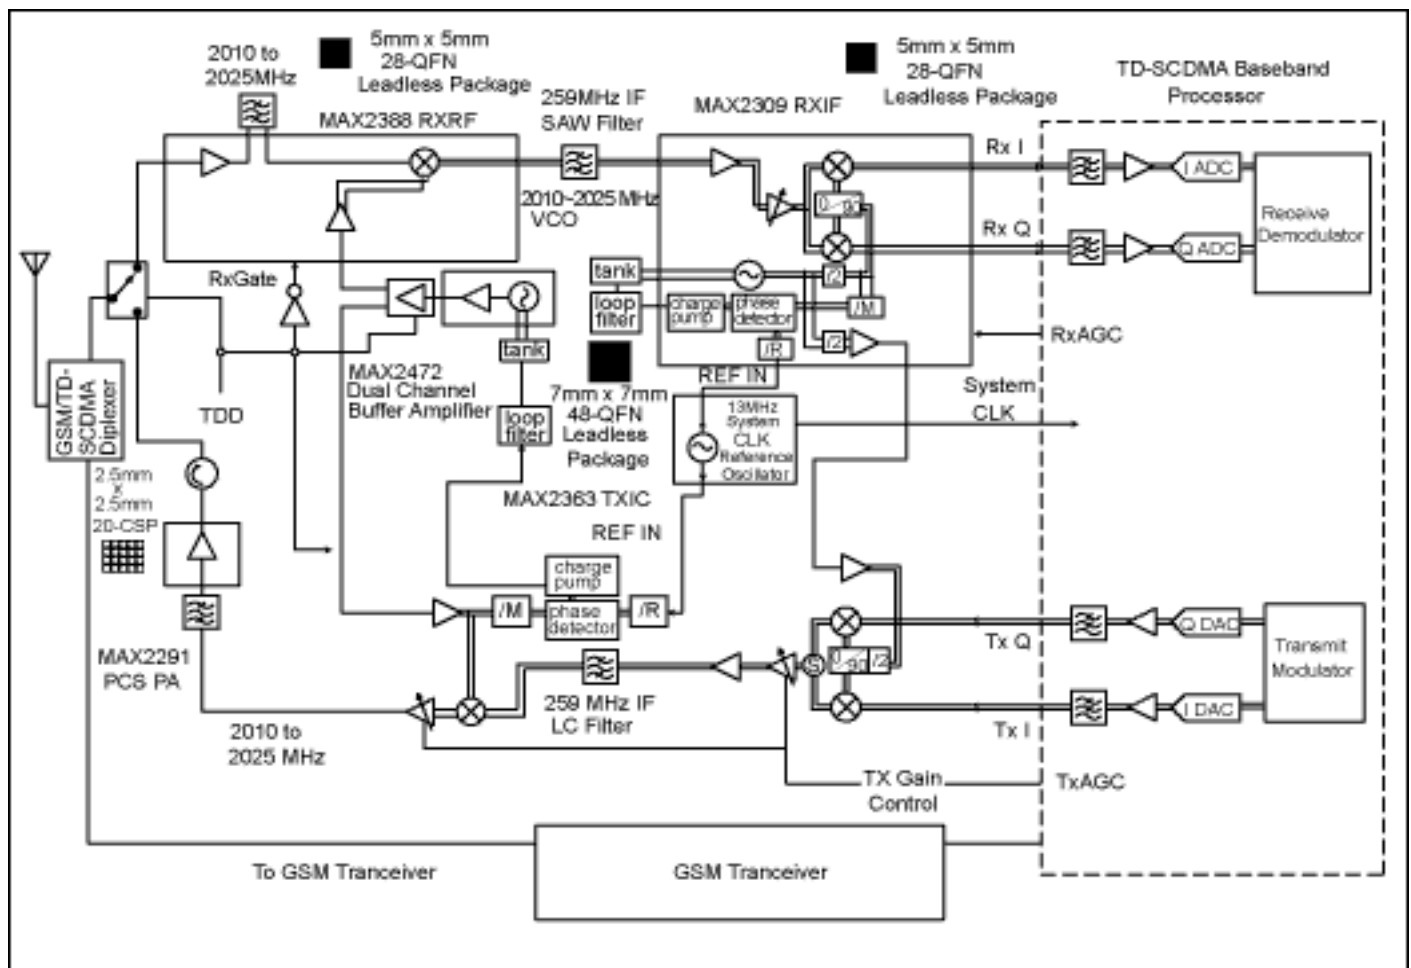 2010 to
2025MHz
5mm x 5mm
28-QFN
Leadless Package
MAX2388 RXRF
259MHz IF
SAW Filter
MAX2309 RXIF
5mm x 5mm
28-QFN
Leadless Package
TD-SCDMA Baseband
Processor
Rx I
I ADC
2010~2025 MHz
VCO
0/90
Rx Q
Q ADC
Receive
Demodulator
RxGate
tank
/2
loop
filter
charge
pump
phase
detector
/M
/2
/R
RxAGC
tank
MAX2472
Dual Channel
Buffer Amplifier
TDD
GSM/TD-
SCDMA
Diplexer
7mm x 7mm
48-QFN
Leadless
Package
REF IN
13MHz
System
CLK
Reference
Oscillator
System
CLK
loop
filter
2.5mm
x
2.5mm
20-CSP
MAX2363 TXIC
REF IN
charge
pump
/M
phase
detector
/R
MAX2291
PCS PA
259 MHz IF
LC Filter
2010 to
2025 MHz
S
0/90
/2
Tx Q
Q DAC
Tx I
I DAC
Transmit
Modulator
TX Gain
Control
TxAGC
To GSM Tranceiver
GSM Tranceiver